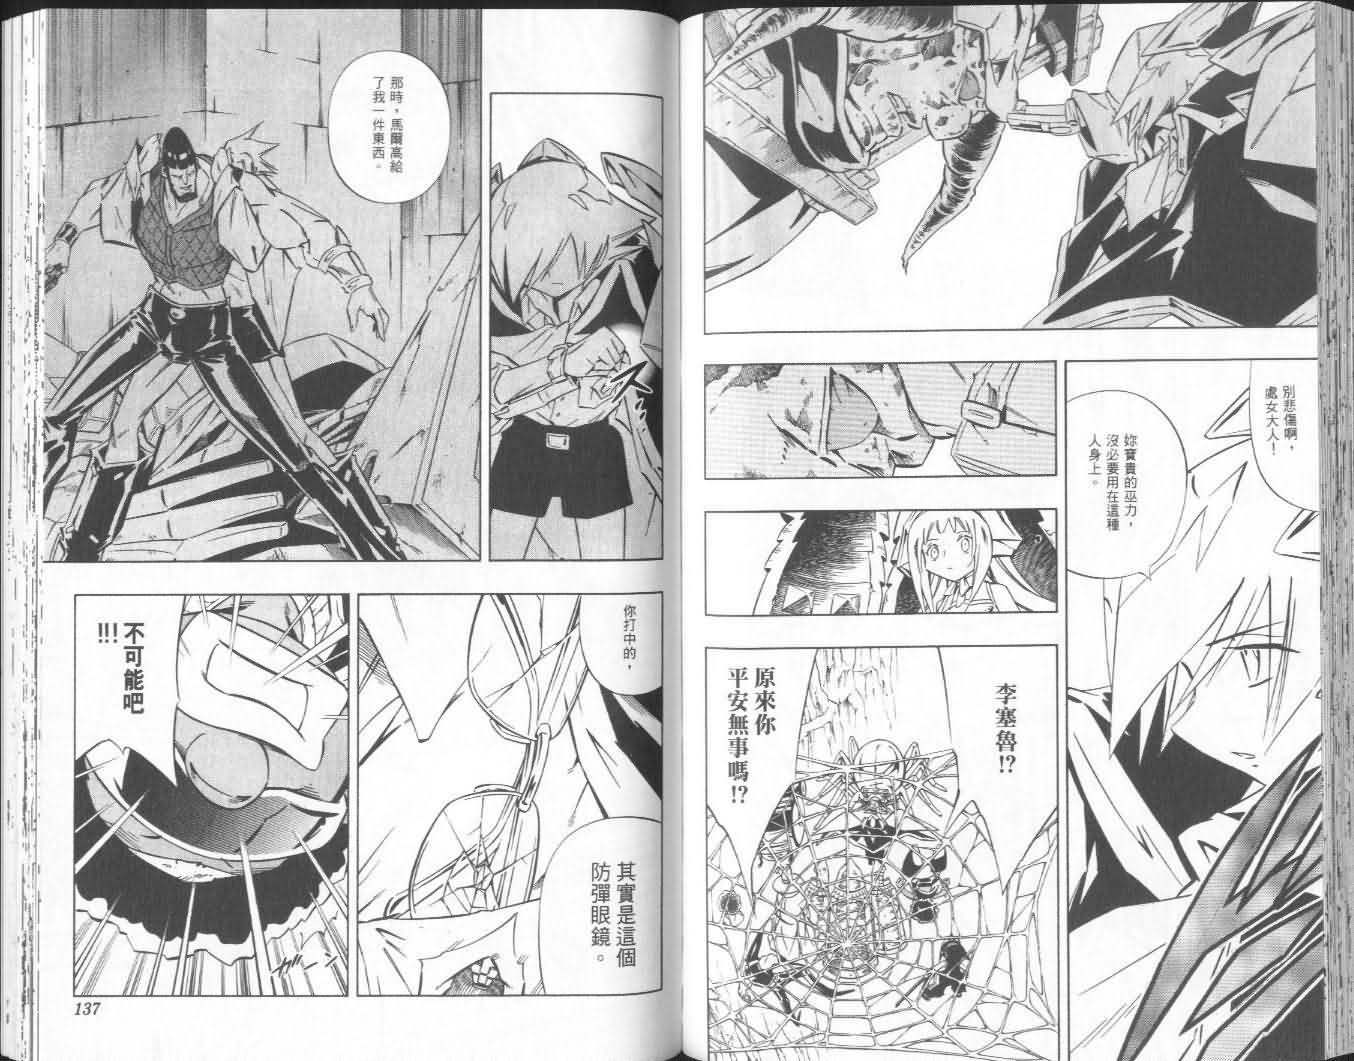 別悲傷啊，
處女大人！
妳寶貴的巫力，
沒必要用在這種
人身上。
李塞魯!?
原來你
平安無事嗎!?
那時，馬爾高給
了我一件東西。
你打中的，
其實是這個
防彈眼鏡。
不可能吧
!!!
ガーン
137